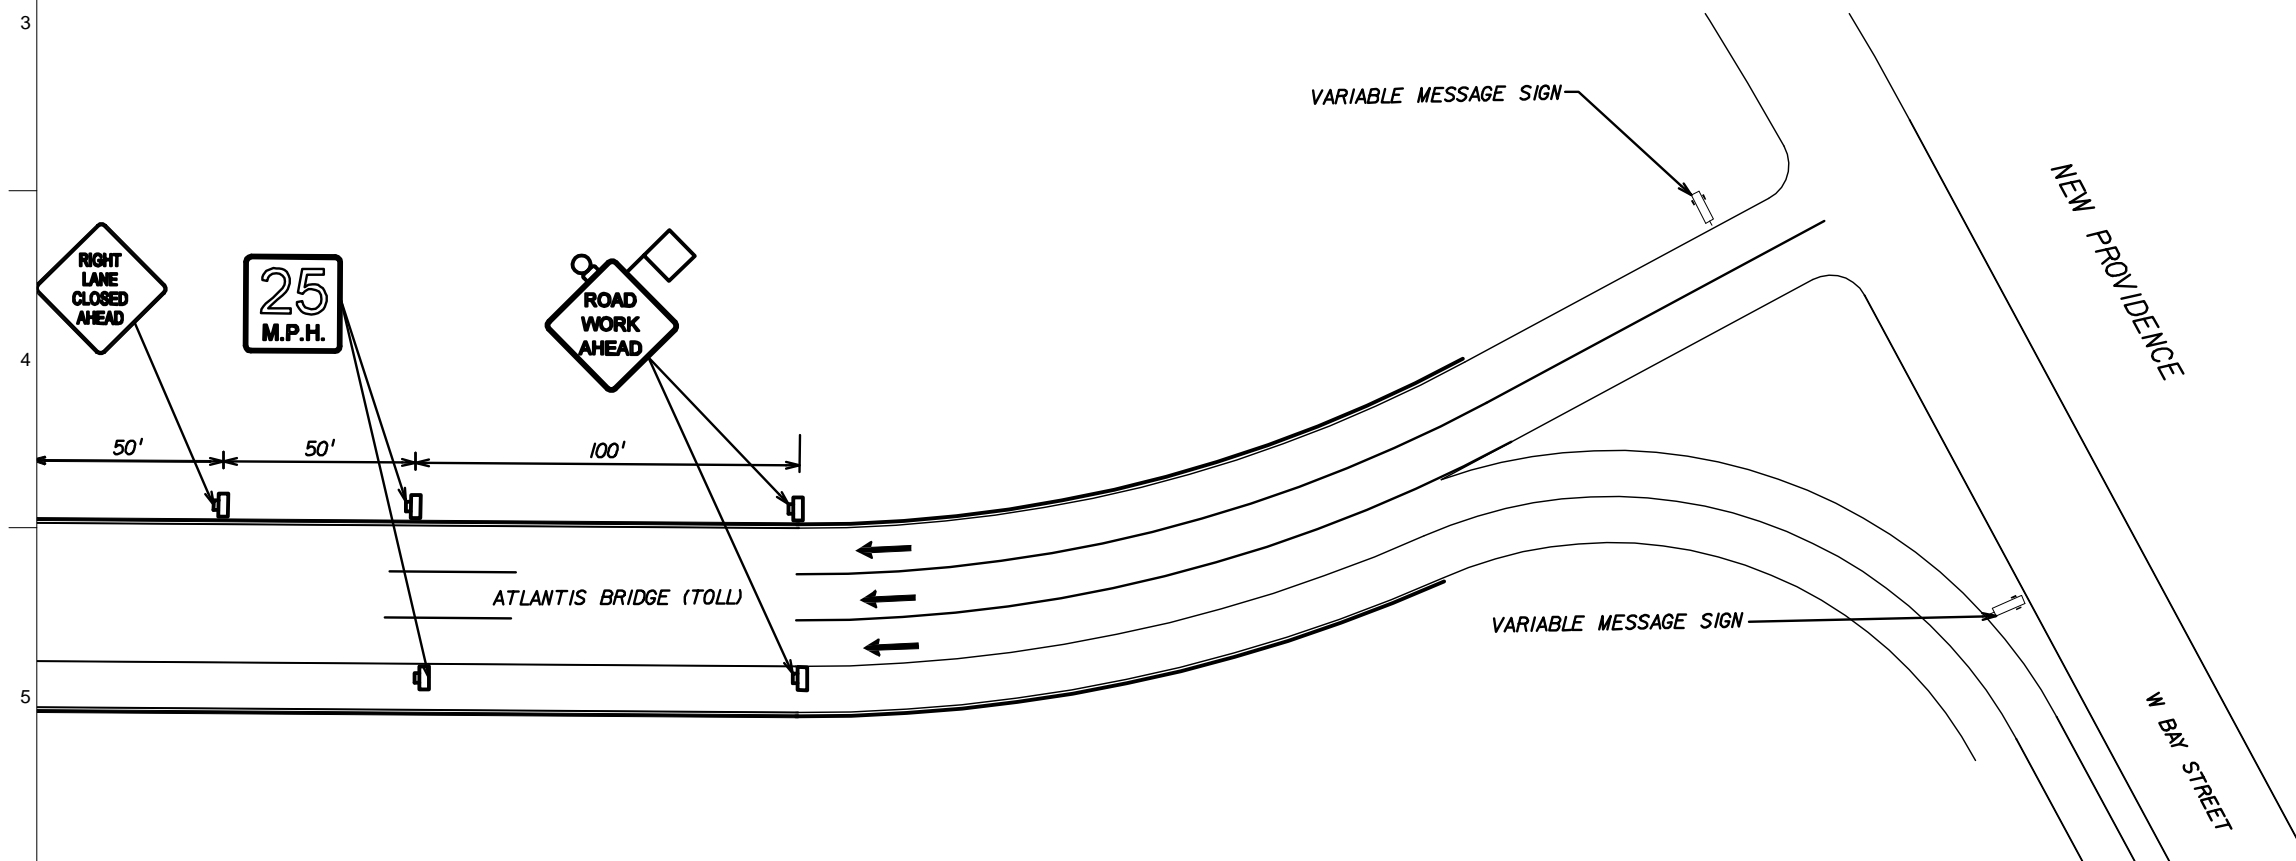 3
VARIABLE MESSAGE SIGN
NEW PROVIDENCE
RIGHT
LANE
CLOSED
AHEAD
25
M.P.H.
ROAD
WORK
AHEAD
4
50'
50'
100'
ATLANTIS BRIDGE (TOLL)
VARIABLE MESSAGE SIGN
5
W BAY STREET